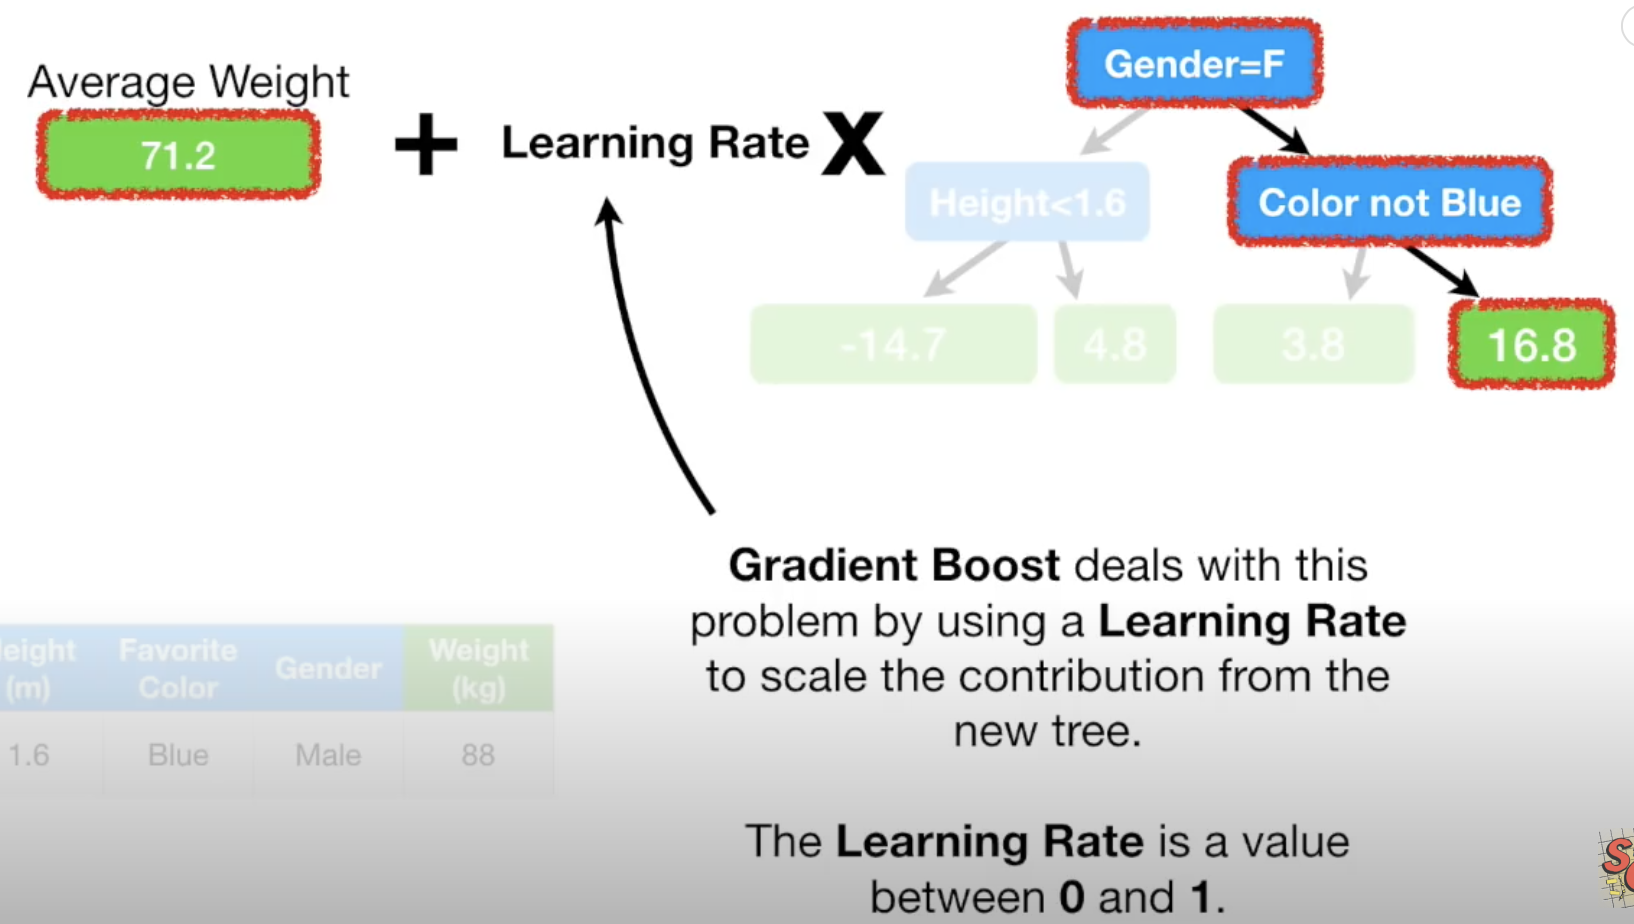 Average Weight
71.2
+
Learning Rate
X
Gender=F
Height<1.6
Color not Blue
-14.7
4.8
3.8
16.8
Gradient Boost deals with this
problem by using a Learning Rate
to scale the contribution from the
new tree.
The Learning Rate is a value
between 0 and 1.
eight
(m)
Favorite
Color
Gender
Weight
(kg)
1.6
Blue
Male
88